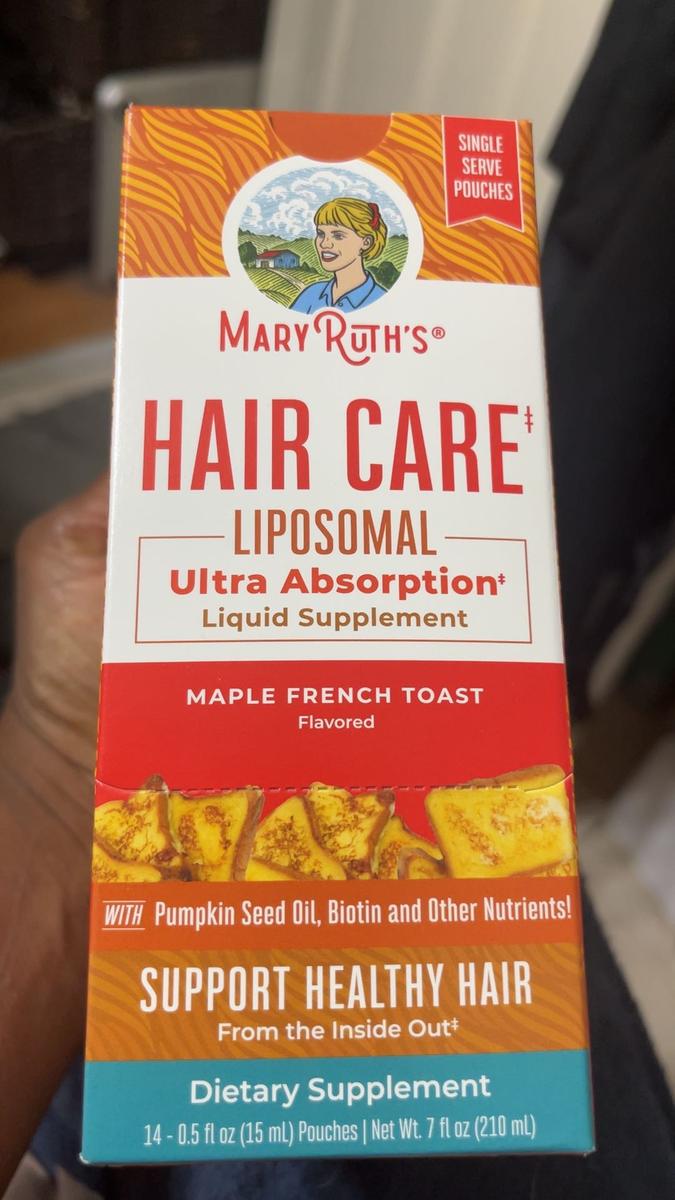 SINGLE
SERVE
POUCHES
MARY RUTH'S®
HAIR CARE‡
LIPOSOMAL
Ultra Absorption‡
Liquid Supplement
MAPLE FRENCH TOAST
Flavored
WITH Pumpkin Seed Oil, Biotin and Other Nutrients!
SUPPORT HEALTHY HAIR
From the Inside Out‡
Dietary Supplement
14 - 0.5 fl oz (15 mL) Pouches | Net Wt. 7 fl oz (210 mL)